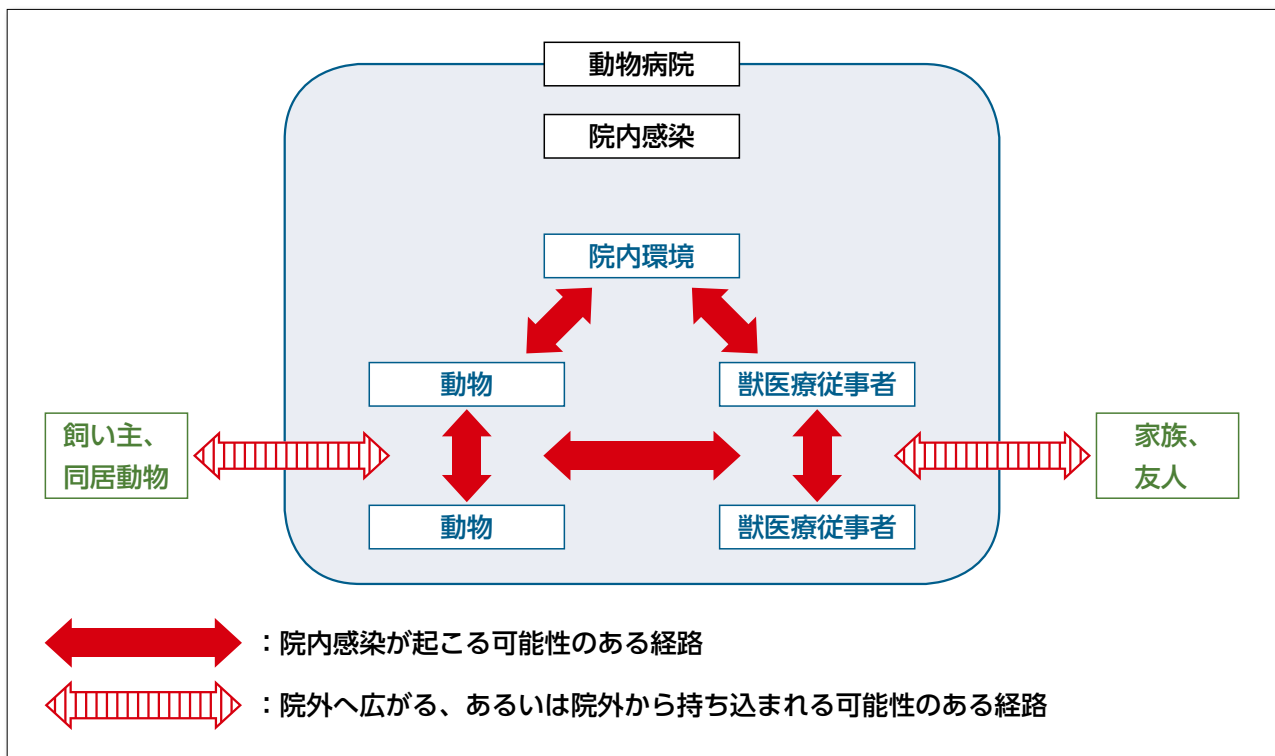 動物病院
院内感染
院内環境
動物
獣医療従事者
飼い主、
同居動物
家族、
友人
動物
獣医療従事者
：院内感染が起こる可能性のある経路
：院外へ広がる、あるいは院外から持ち込まれる可能性のある経路